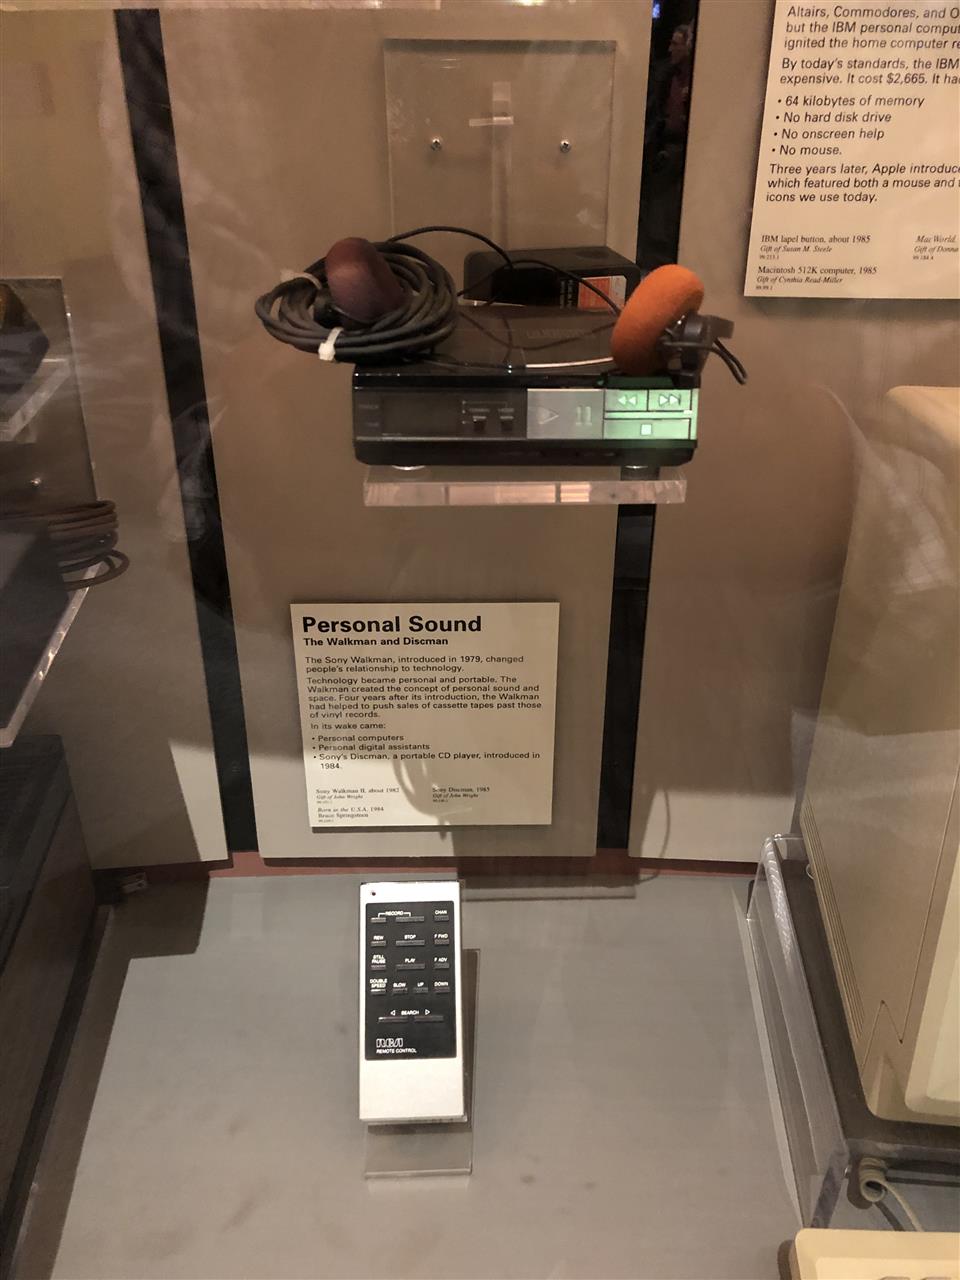 Altairs, Commodores, and O
but the IBM personal comput
ignited the home computer re
By today's standards, the IBM
expensive. It cost $2,665. It ha
• 64 kilobytes of memory
• No hard disk drive
• No onscreen help
• No mouse.
Three years later, Apple introduce
which featured both a mouse and
icons we use today.
IBM lapel button, about 1985
Gift of Susan M. Steele
Mac World,
Gift of Donna
Macintosh 512K computer, 1985
Gift of Cynthia Read-Miller
Personal Sound
The Walkman and Discman
The Sony Walkman, introduced in 1979, changed
people's relationship to technology.
Technology became personal and portable. The
Walkman created the concept of personal sound and
space. Four years after its introduction, the Walkman
had helped to push sales of cassette tapes past those
of vinyl records.
In its wake came:
• Personal computers
• Personal digital assistants
• Sony's Discman, a portable CD player, introduced in
1984.
Sony Walkman II, about 1982
Gift of John Wright
Sony Discman, 1985
Gift of John Wright
Born in the U.S.A. 1984
Bruce Springsteen
RECORD CHAN
REW STOP F FWD
STILL
PAUSE PLAY F ADV
DOUBLE
SPEED SLOW UP DOWN
SEARCH
RCA
REMOTE CONTROL